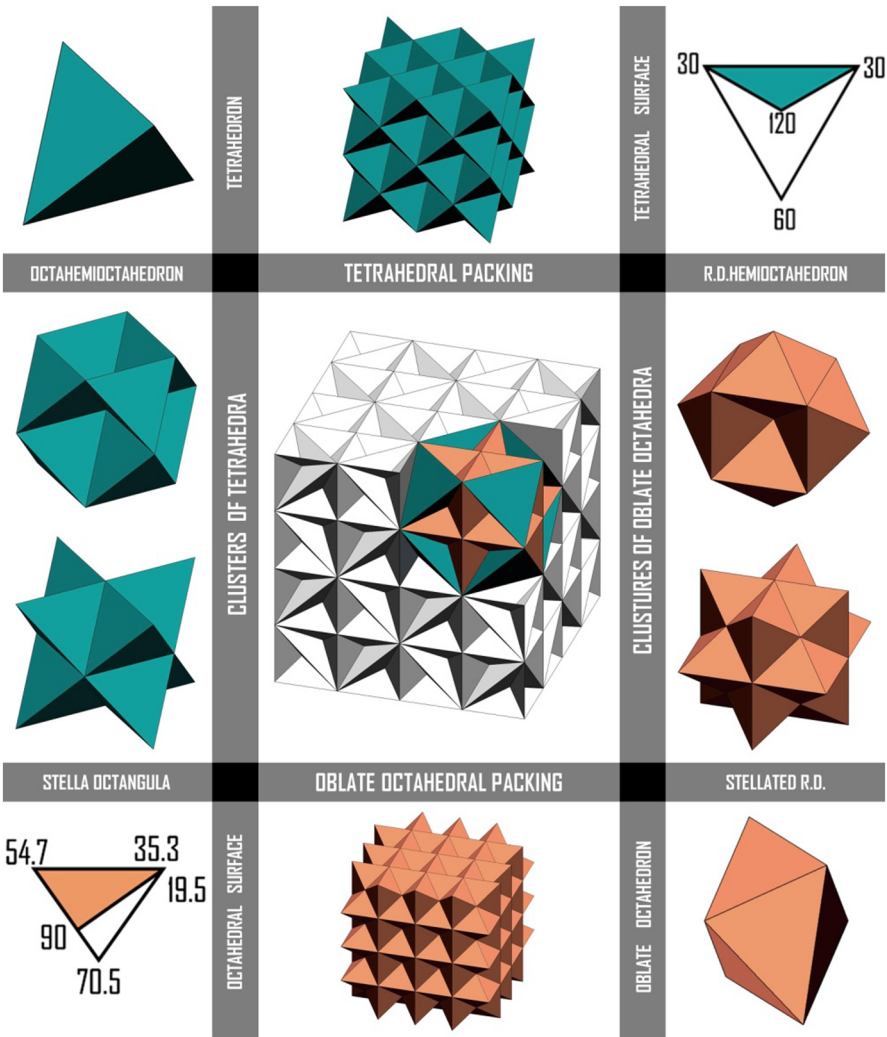 TETRAHEDRON
TETRAHEDRAL SURFACE
30
30
120
60
OCTAHEMIOCTAHEDRON
TETRAHEDRAL PACKING
R.D.HEMIOCTAHEDRON
CLUSTERS OF TETRAHEDRA
CLUSTURES OF OBLATE OCTAHEDRA
STELLA OCTANGULA
OBLATE OCTAHEDRAL PACKING
STELLATED R.D.
54.7
35.3
19.5
90
70.5
OCTAHEDRAL SURFACE
OBLATE OCTAHEDRON